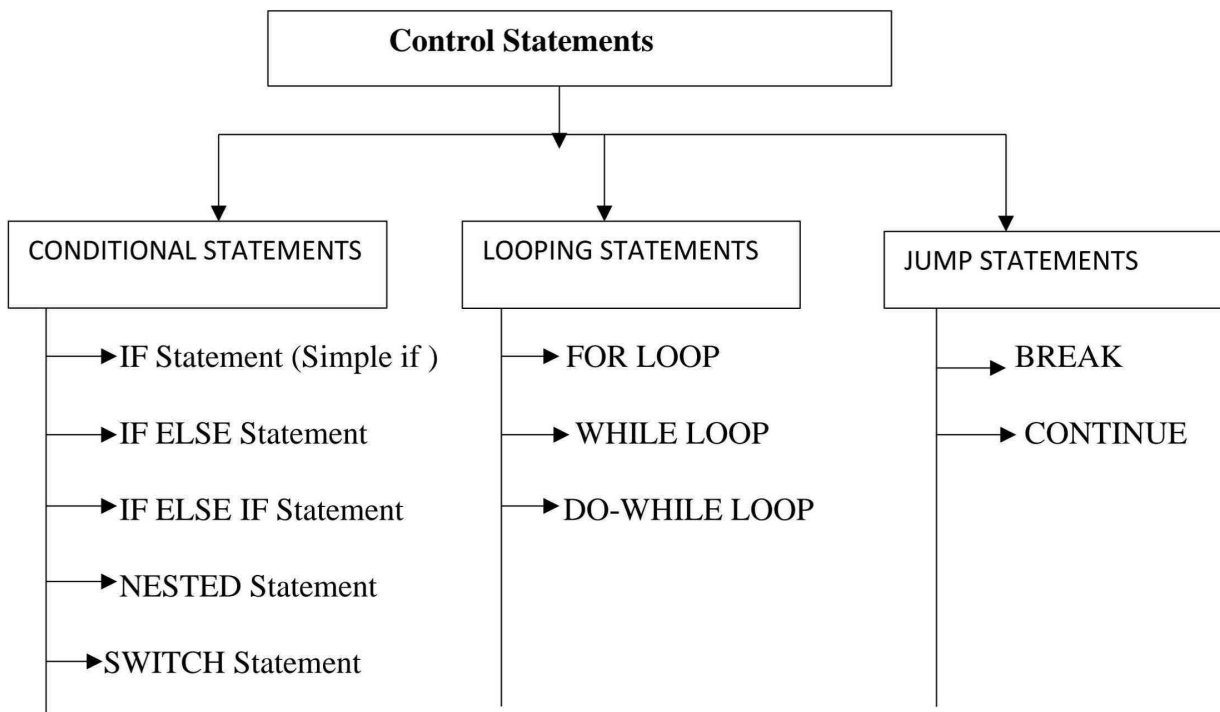 Control Statements
CONDITIONAL STATEMENTS
IF Statement (Simple if )
IF ELSE Statement
IF ELSE IF Statement
NESTED Statement
SWITCH Statement
LOOPING STATEMENTS
FOR LOOP
WHILE LOOP
DO-WHILE LOOP
JUMP STATEMENTS
BREAK
CONTINUE